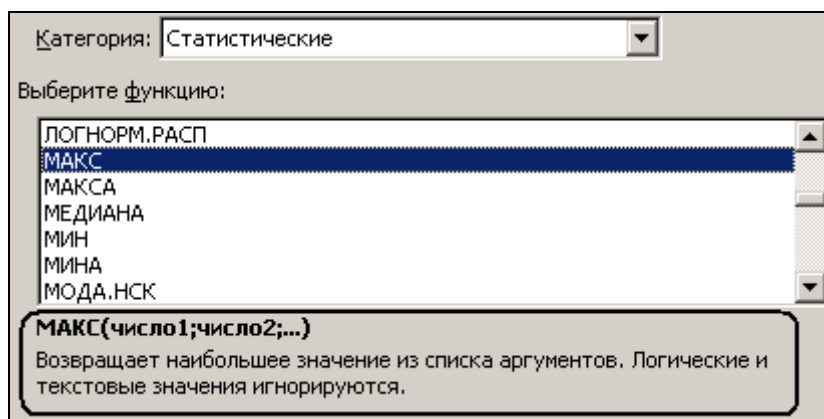 Категория: Статистические
Выберите функцию:
ЛОГНОРМ.РАСП
МАКС
МАКСА
МЕДИАНА
МИН
МИНА
МОДА.НСК
МАКС(число1;число2;...)
Возвращает наибольшее значение из списка аргументов. Логические и
текстовые значения игнорируются.